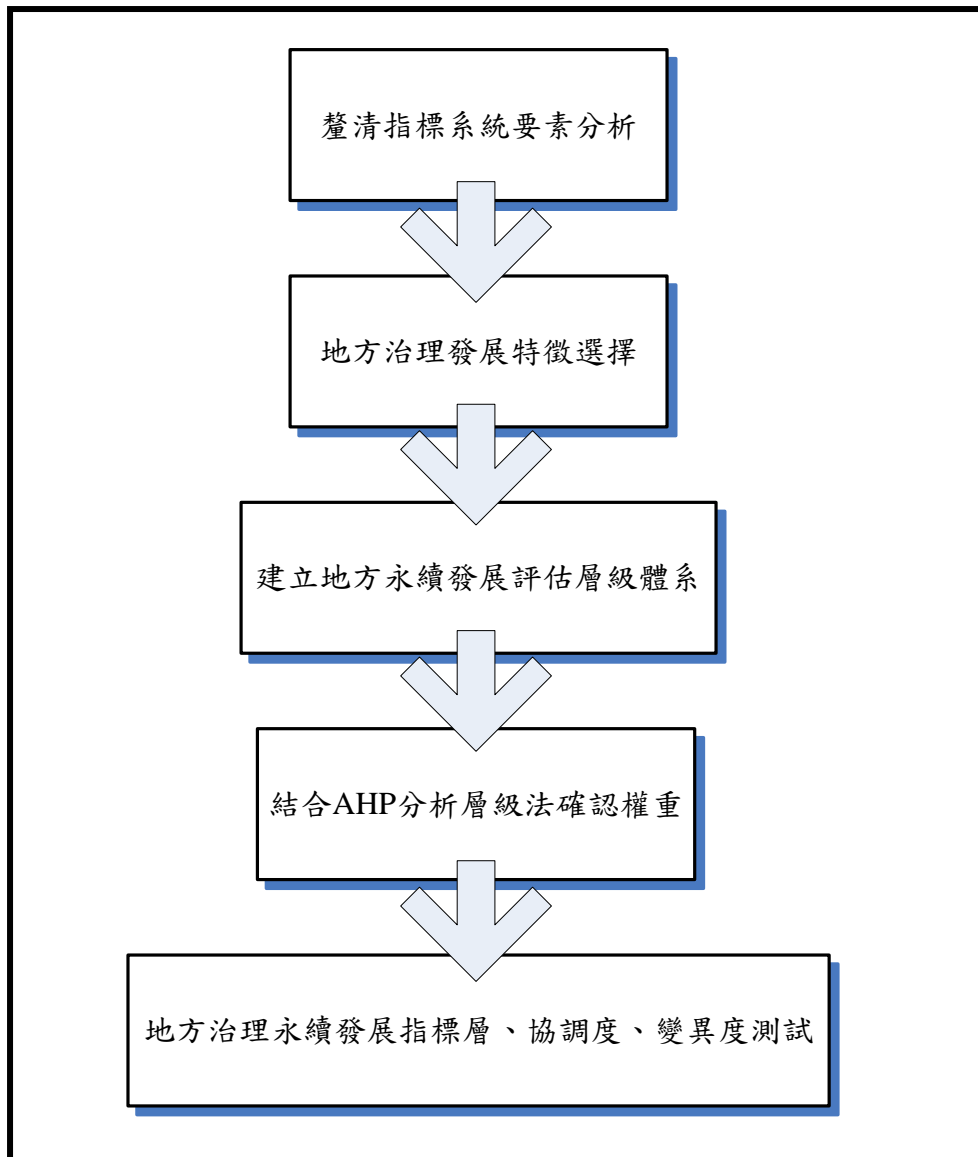 釐清指標系統要素分析
地方治理發展特徵選擇
建立地方永續發展評估層級體系
結合AHP分析層級法確認權重
地方治理永續發展指標層、協調度、變異度測試